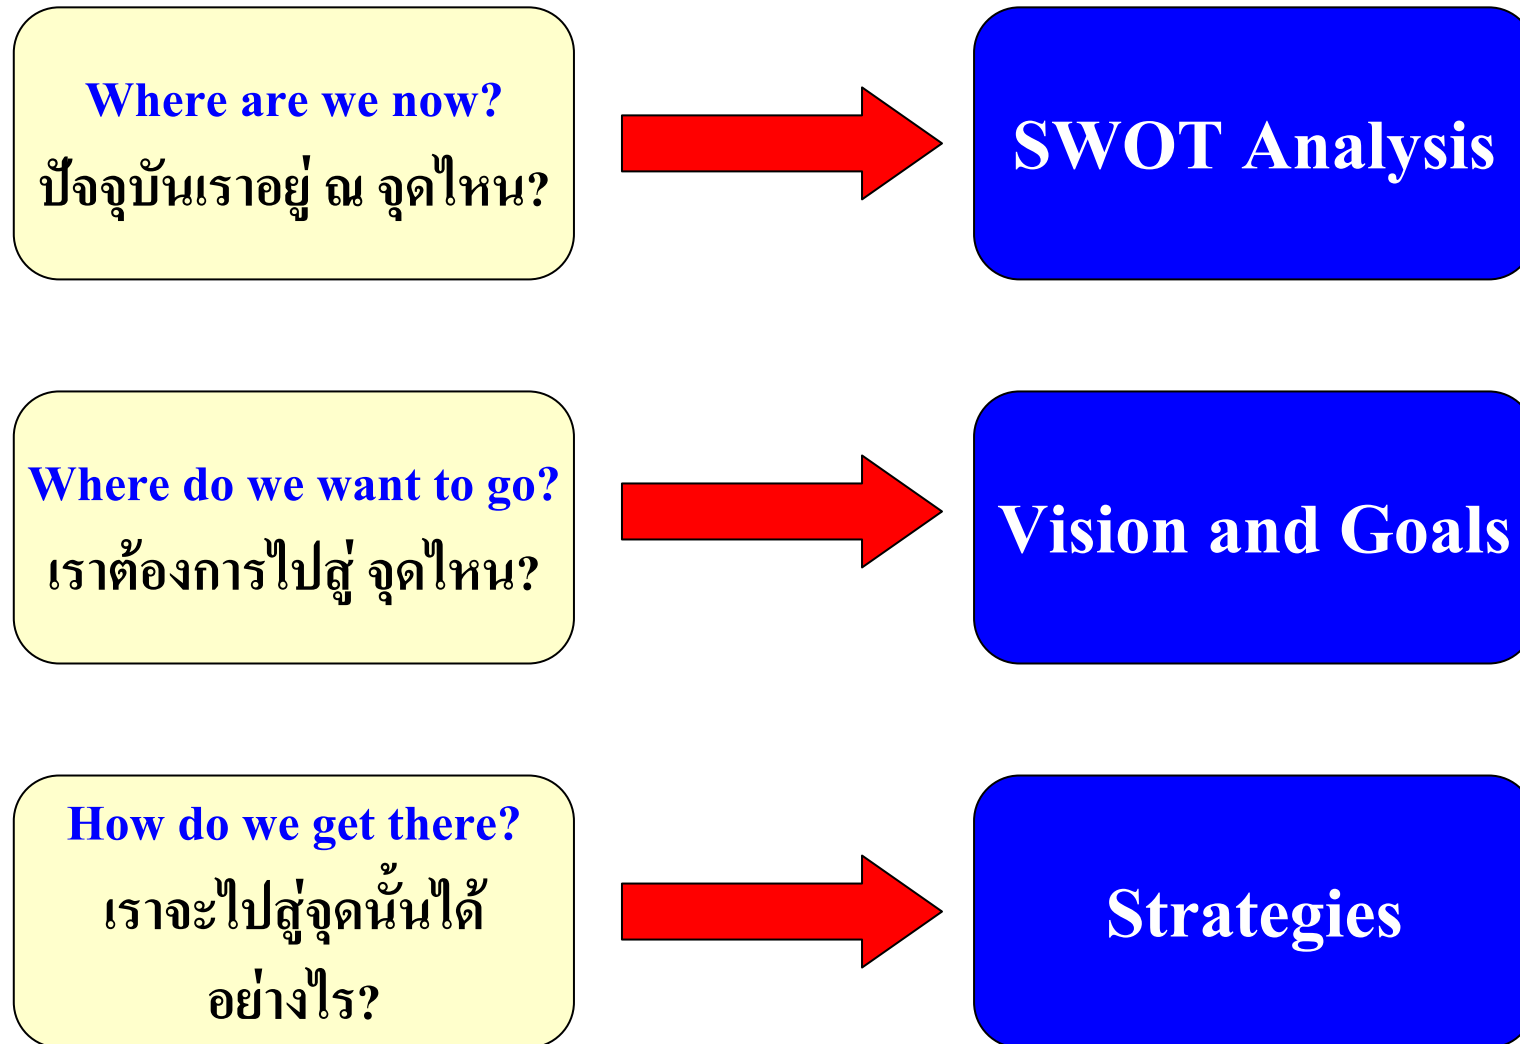 Where are we now?
ปัจจุบันเราอยู่ ณ จุดไหน?
SWOT Analysis
Where do we want to go?
เราต้องการไปสู่ จุดไหน?
Vision and Goals
How do we get there?
เราจะไปสู่จุดนั้นได้
อย่างไร?
Strategies